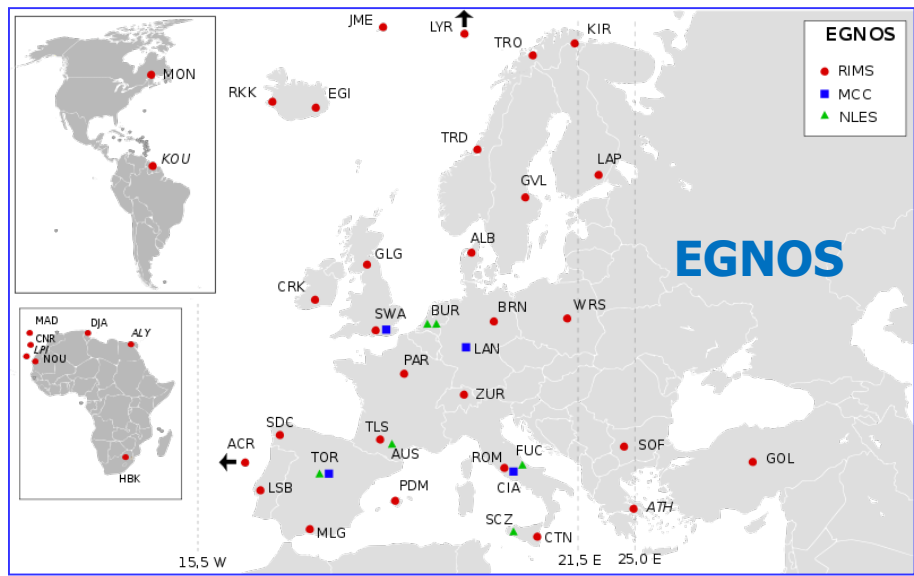 JME
LYR
KIR
TRO
EGNOS
RIMS
MCC
NLES
MON
RKK
EGI
TRD
KOU
LAP
GVL
ALB
EGNOS
GLG
CRK
SWA
BUR
BRN
WRS
LAN
PAR
ZUR
MAD
DJA
ALY
CNR
LPI
NOU
HBK
SDC
TLS
AUS
ACR
TOR
ROM
FUC
SOF
GOL
LSB
PDM
CIA
ATH
MLG
SCZ
CTN
15,5 W
21,5 E
25,0 E